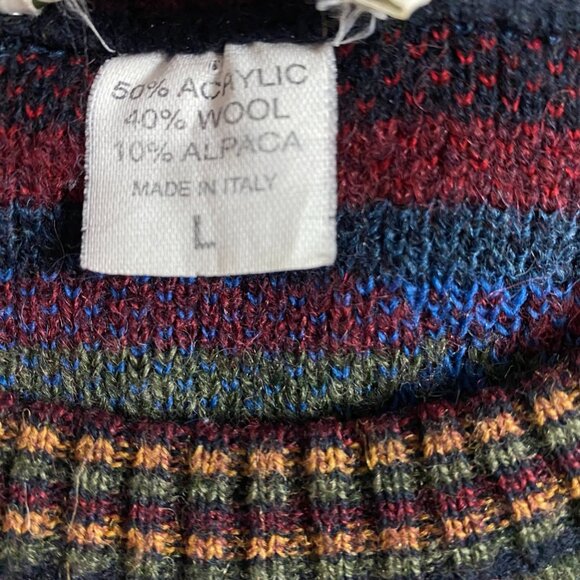 50% ACRYLIC
40% WOOL
10% ALPACA
MADE IN ITALY
L